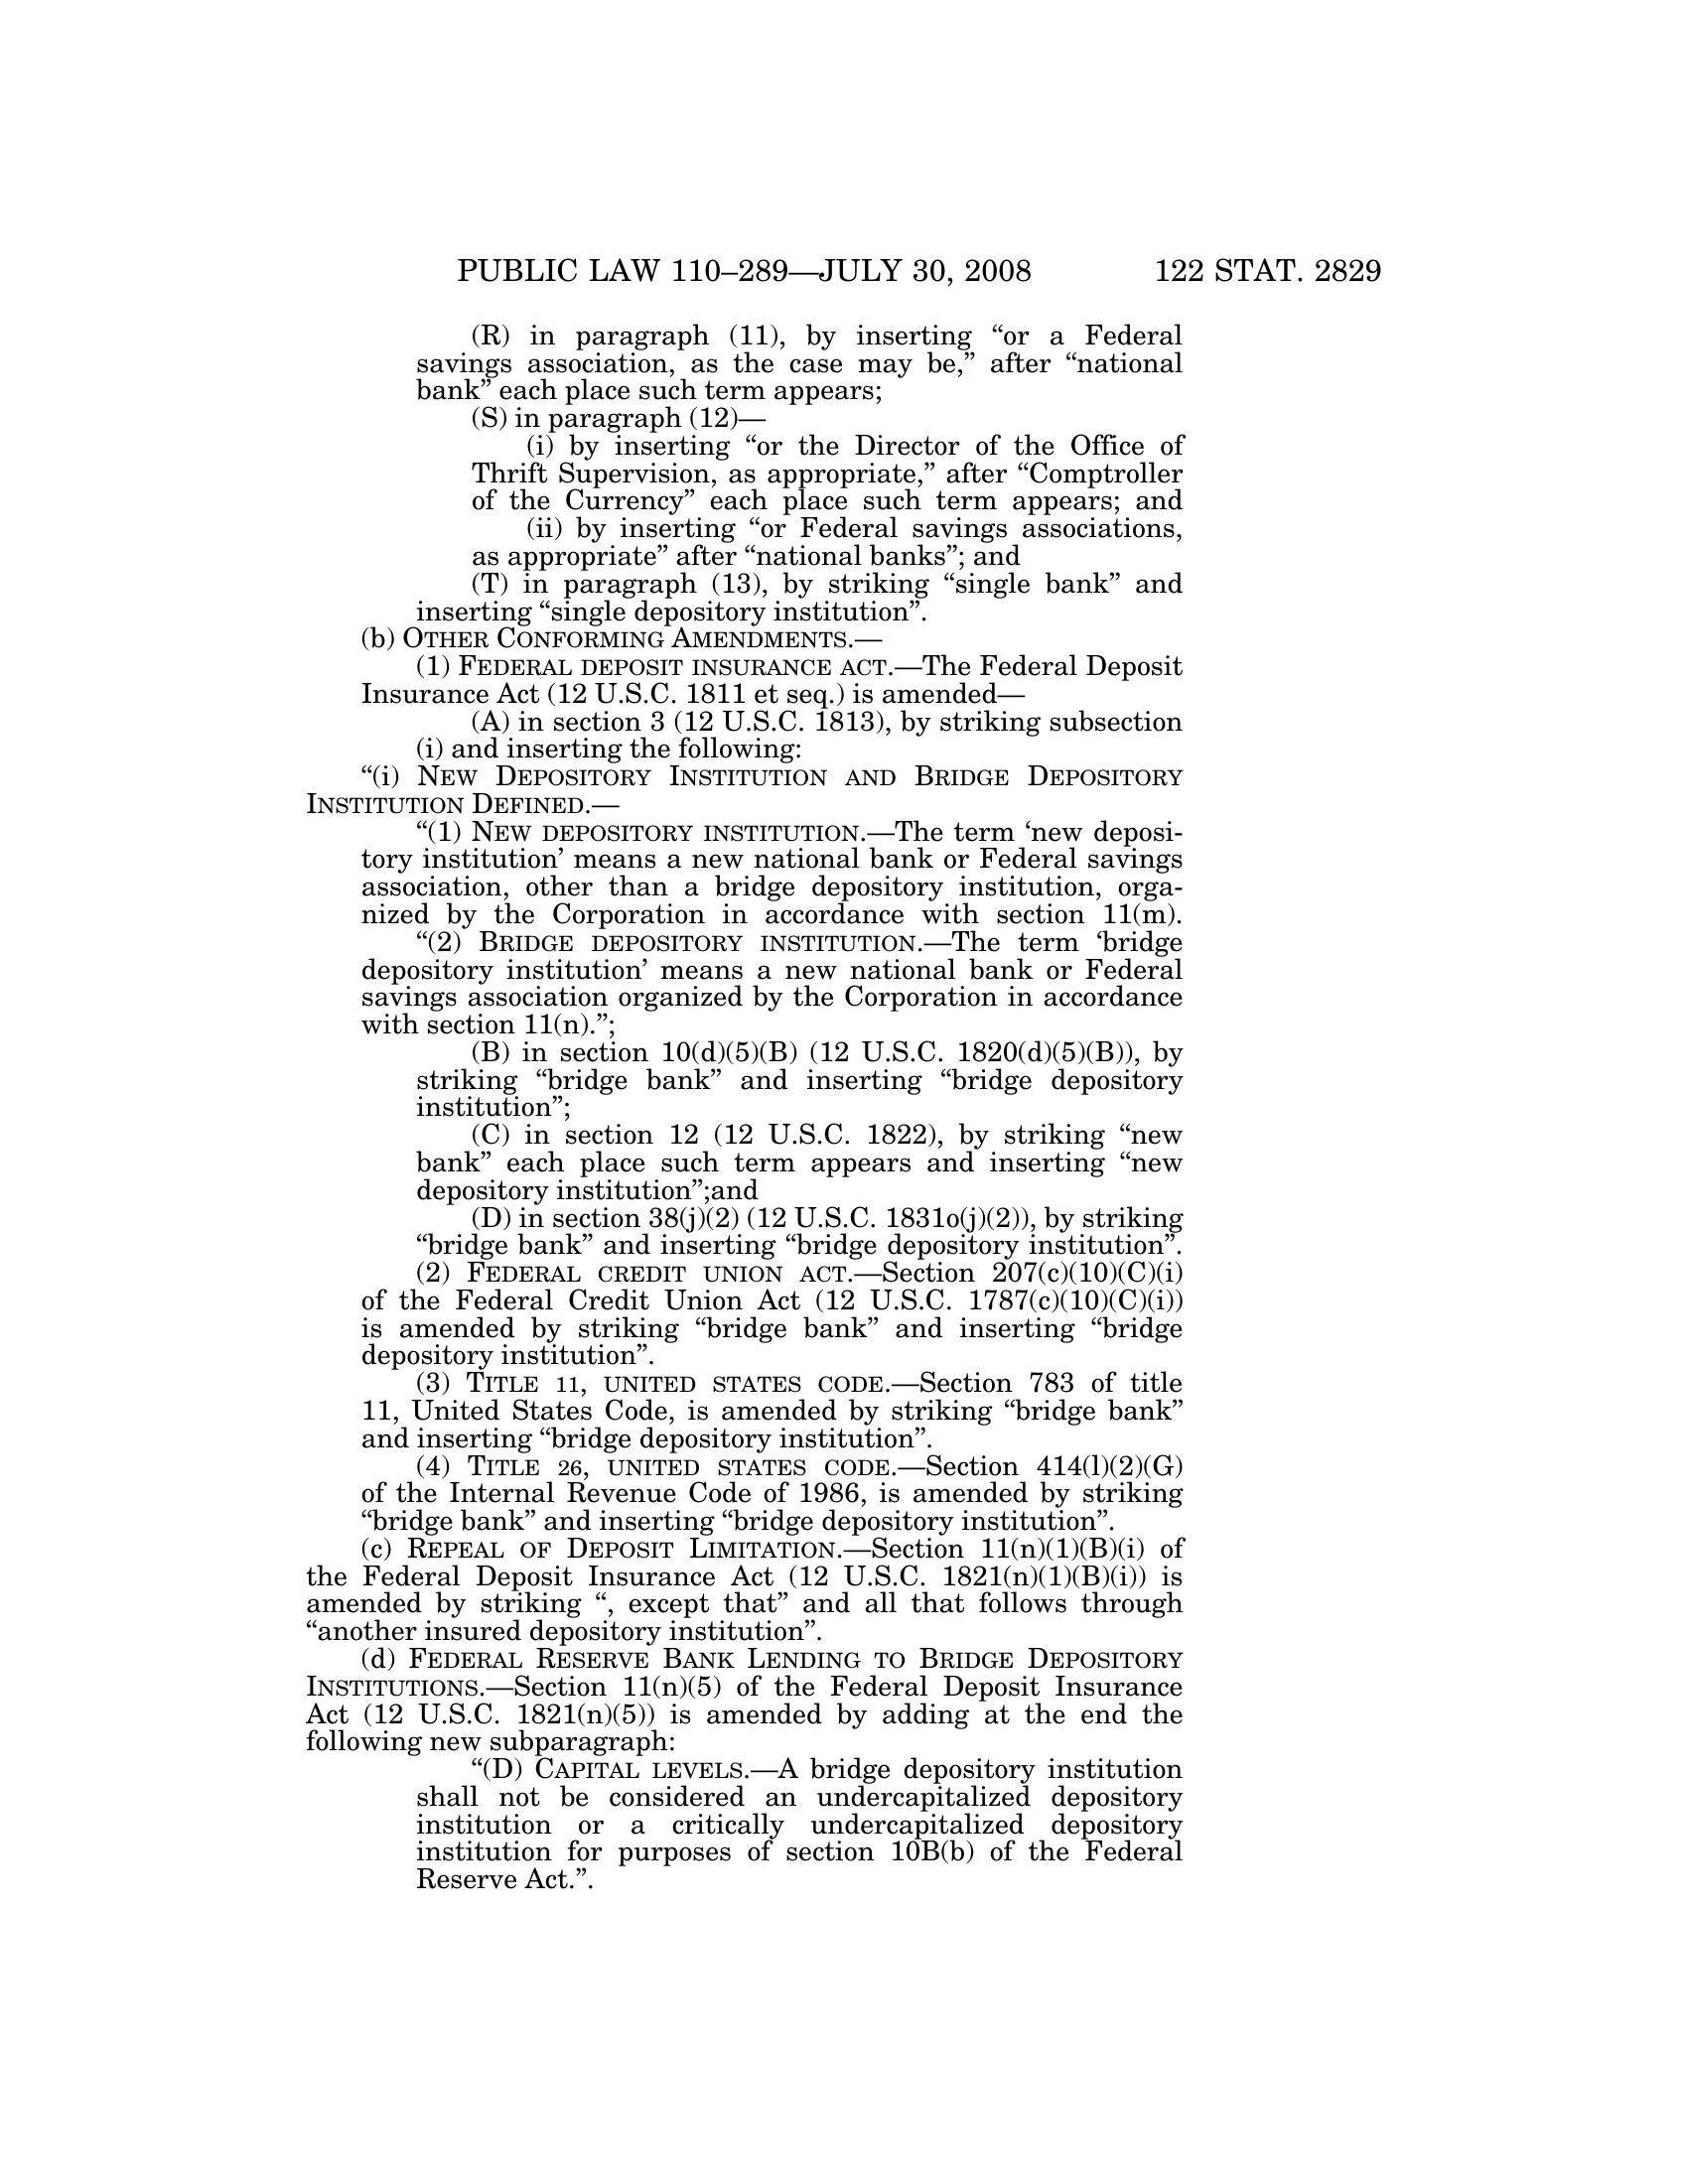 PUBLIC LAW 110–289—JULY 30, 2008 122 STAT. 2829
(R) in paragraph (11), by inserting “or a Federal
savings association, as the case may be,” after “national
bank” each place such term appears;
(S) in paragraph (12)—
(i) by inserting “or the Director of the Office of
Thrift Supervision, as appropriate,” after “Comptroller
of the Currency” each place such term appears; and
(ii) by inserting “or Federal savings associations,
as appropriate” after “national banks”; and
(T) in paragraph (13), by striking “single bank” and
inserting “single depository institution”.
(b) OTHER CONFORMING AMENDMENTS.—
(1) FEDERAL DEPOSIT INSURANCE ACT.—The Federal Deposit
Insurance Act (12 U.S.C. 1811 et seq.) is amended—
(A) in section 3 (12 U.S.C. 1813), by striking subsection
(i) and inserting the following:
“(i) NEW DEPOSITORY INSTITUTION AND BRIDGE DEPOSITORY
INSTITUTION DEFINED.—
“(1) NEW DEPOSITORY INSTITUTION.—The term ‘new deposi-
tory institution’ means a new national bank or Federal savings
association, other than a bridge depository institution, orga-
nized by the Corporation in accordance with section 11(m).
“(2) BRIDGE DEPOSITORY INSTITUTION.—The term ‘bridge
depository institution’ means a new national bank or Federal
savings association organized by the Corporation in accordance
with section 11(n).”;
(B) in section 10(d)(5)(B) (12 U.S.C. 1820(d)(5)(B)), by
striking “bridge bank” and inserting “bridge depository
institution”;
(C) in section 12 (12 U.S.C. 1822), by striking “new
bank” each place such term appears and inserting “new
depository institution”;and
(D) in section 38(j)(2) (12 U.S.C. 1831o(j)(2)), by striking
“bridge bank” and inserting “bridge depository institution”.
(2) FEDERAL CREDIT UNION ACT.—Section 207(c)(10)(C)(i)
of the Federal Credit Union Act (12 U.S.C. 1787(c)(10)(C)(i))
is amended by striking “bridge bank” and inserting “bridge
depository institution”.
(3) TITLE 11, UNITED STATES CODE.—Section 783 of title
11, United States Code, is amended by striking “bridge bank”
and inserting “bridge depository institution”.
(4) TITLE 26, UNITED STATES CODE.—Section 414(l)(2)(G)
of the Internal Revenue Code of 1986, is amended by striking
“bridge bank” and inserting “bridge depository institution”.
(c) REPEAL OF DEPOSIT LIMITATION.—Section 11(n)(1)(B)(i) of
the Federal Deposit Insurance Act (12 U.S.C. 1821(n)(1)(B)(i)) is
amended by striking “, except that” and all that follows through
“another insured depository institution”.
(d) FEDERAL RESERVE BANK LENDING TO BRIDGE DEPOSITORY
INSTITUTIONS.—Section 11(n)(5) of the Federal Deposit Insurance
Act (12 U.S.C. 1821(n)(5)) is amended by adding at the end the
following new subparagraph:
“(D) CAPITAL LEVELS.—A bridge depository institution
shall not be considered an undercapitalized depository
institution or a critically undercapitalized depository
institution for purposes of section 10B(b) of the Federal
Reserve Act.”.